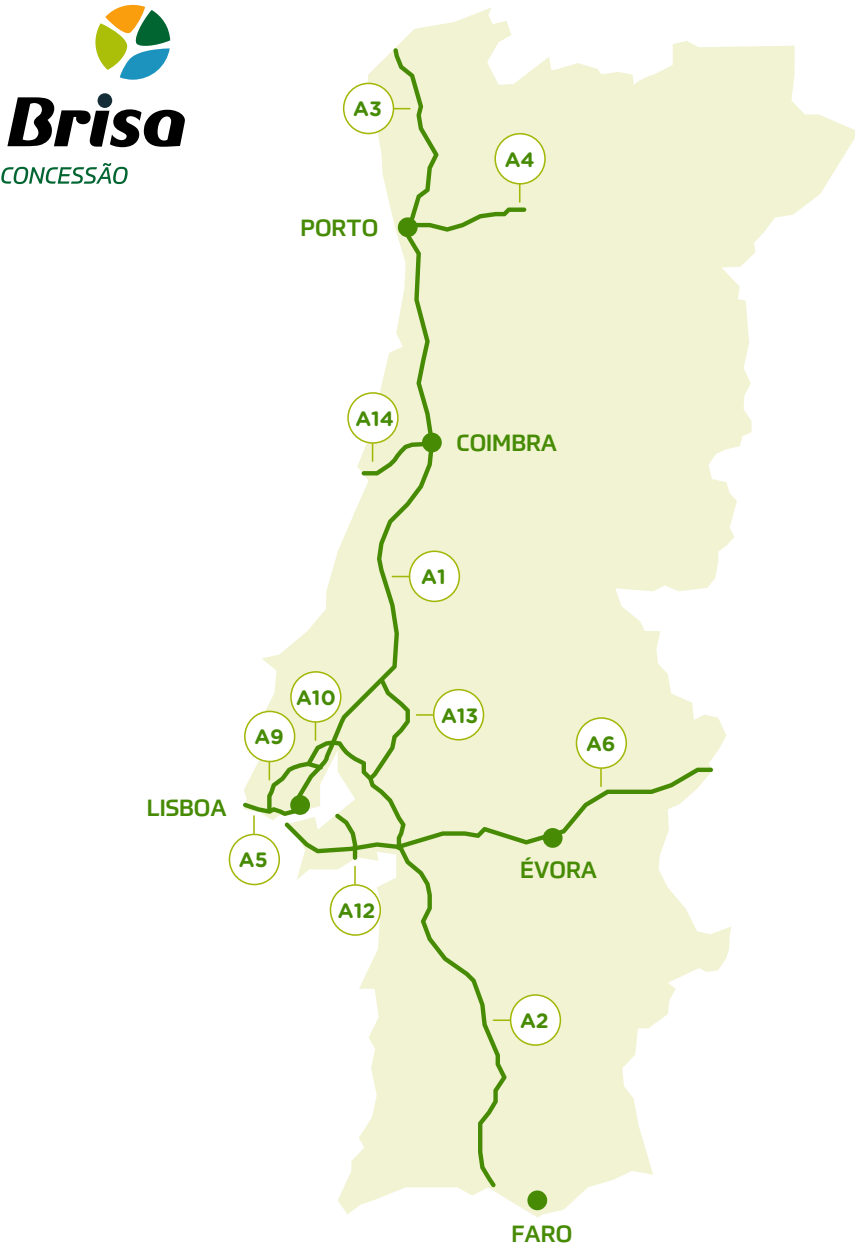 Brisa
CONCESSÃO
A3
A4
PORTO
A14
COIMBRA
A1
A10
A13
A9
A6
LISBOA
A5
ÉVORA
A12
A2
FARO